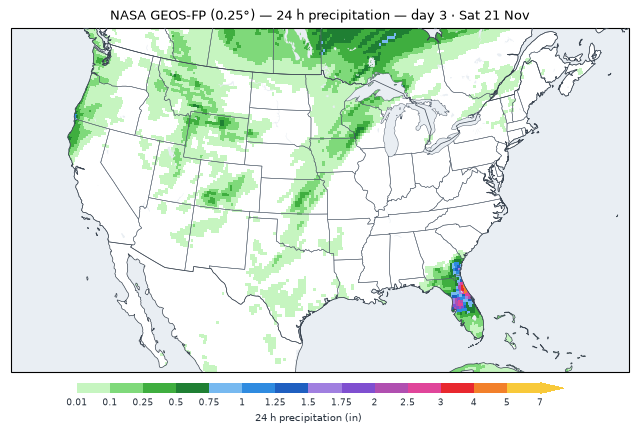 NASA GEOS-FP (0.25°) — 24 h precipitation — day 3 · Sat 21 Nov
0.01 0.1 0.25 0.5 0.75 1 1.25 1.5 1.75 2 2.5 3 4 5 7
24 h precipitation (in)